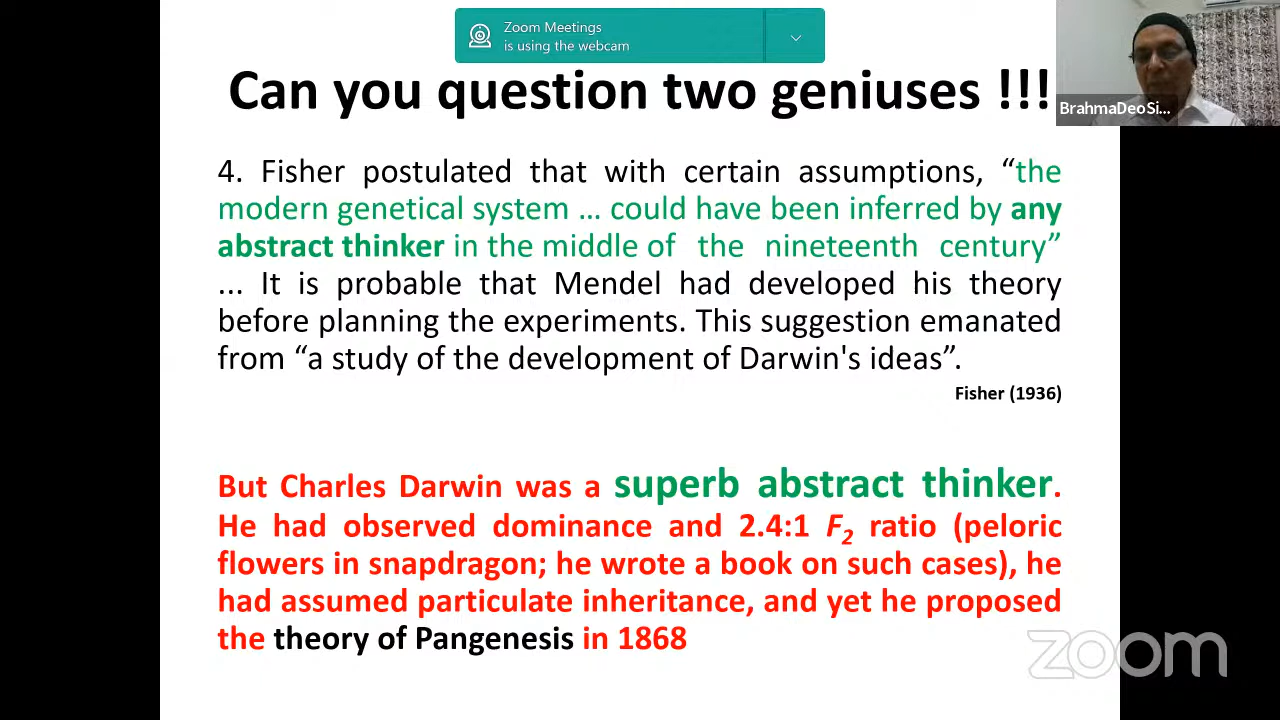 Zoom Meetings
is using the webcam
Can you question two geniuses !!!
BrahmaDeoSi...
4. Fisher postulated that with certain assumptions, “the
modern genetical system ... could have been inferred by any
abstract thinker in the middle of the nineteenth century”
... It is probable that Mendel had developed his theory
before planning the experiments. This suggestion emanated
from “a study of the development of Darwin's ideas”.
Fisher (1936)
But Charles Darwin was a superb abstract thinker.
He had observed dominance and 2.4:1 F2 ratio (peloric
flowers in snapdragon; he wrote a book on such cases), he
had assumed particulate inheritance, and yet he proposed
the theory of Pangenesis in 1868
zoom